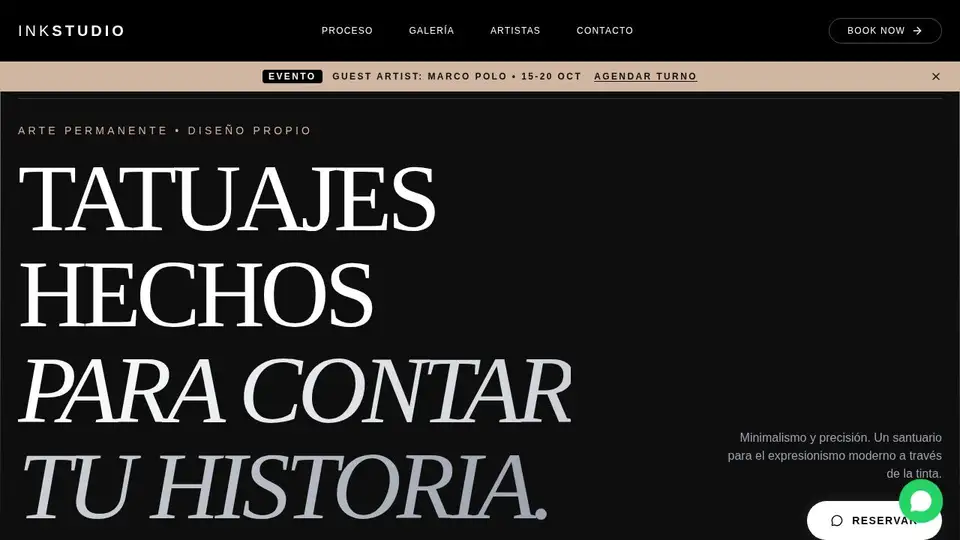 INKSTUDIO
PROCESO GALERÍA ARTISTAS CONTACTO
BOOK NOW
EVENTO GUEST ARTIST: MARCO POLO • 15-20 OCT AGENDAR TURNO
ARTE PERMANENTE • DISEÑO PROPIO
TATUAJES
HECHOS
PARA CONTAR
TU HISTORIA.
Minimalismo y precisión. Un santuario
para el expresionismo moderno a través
de la tinta.
RESERVAR